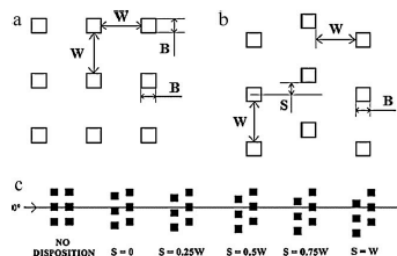 a
W
W
B
B
b
W
S
W
B
c
0°
NO DISPOSITION S = 0 S = 0.25W S = 0.5W S = 0.75W S = W